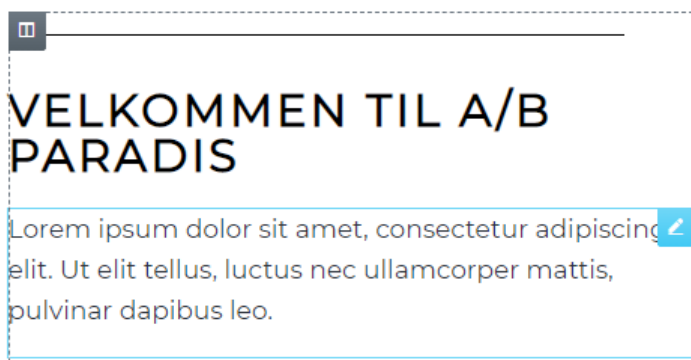 VELKOMMEN TIL A/B
PARADIS
Lorem ipsum dolor sit amet, consectetur adipiscing
elit. Ut elit tellus, luctus nec ullamcorper mattis,
pulvinar dapibus leo.